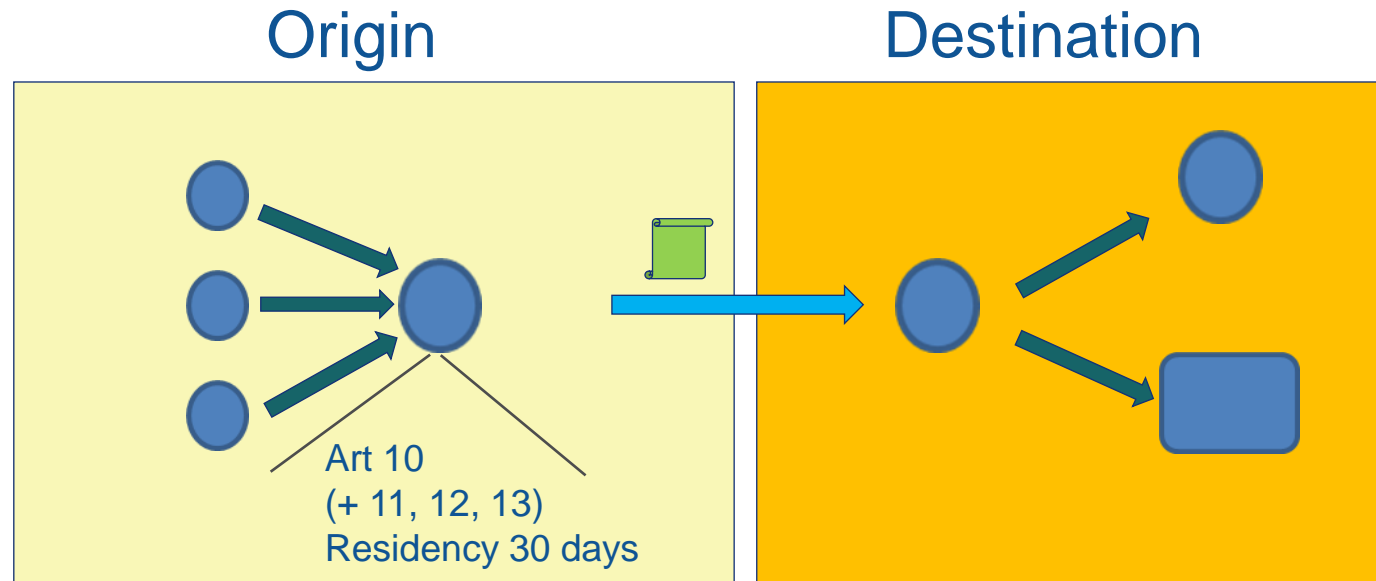 Origin
Destination
Art 10
(+ 11, 12, 13)
Residency 30 days